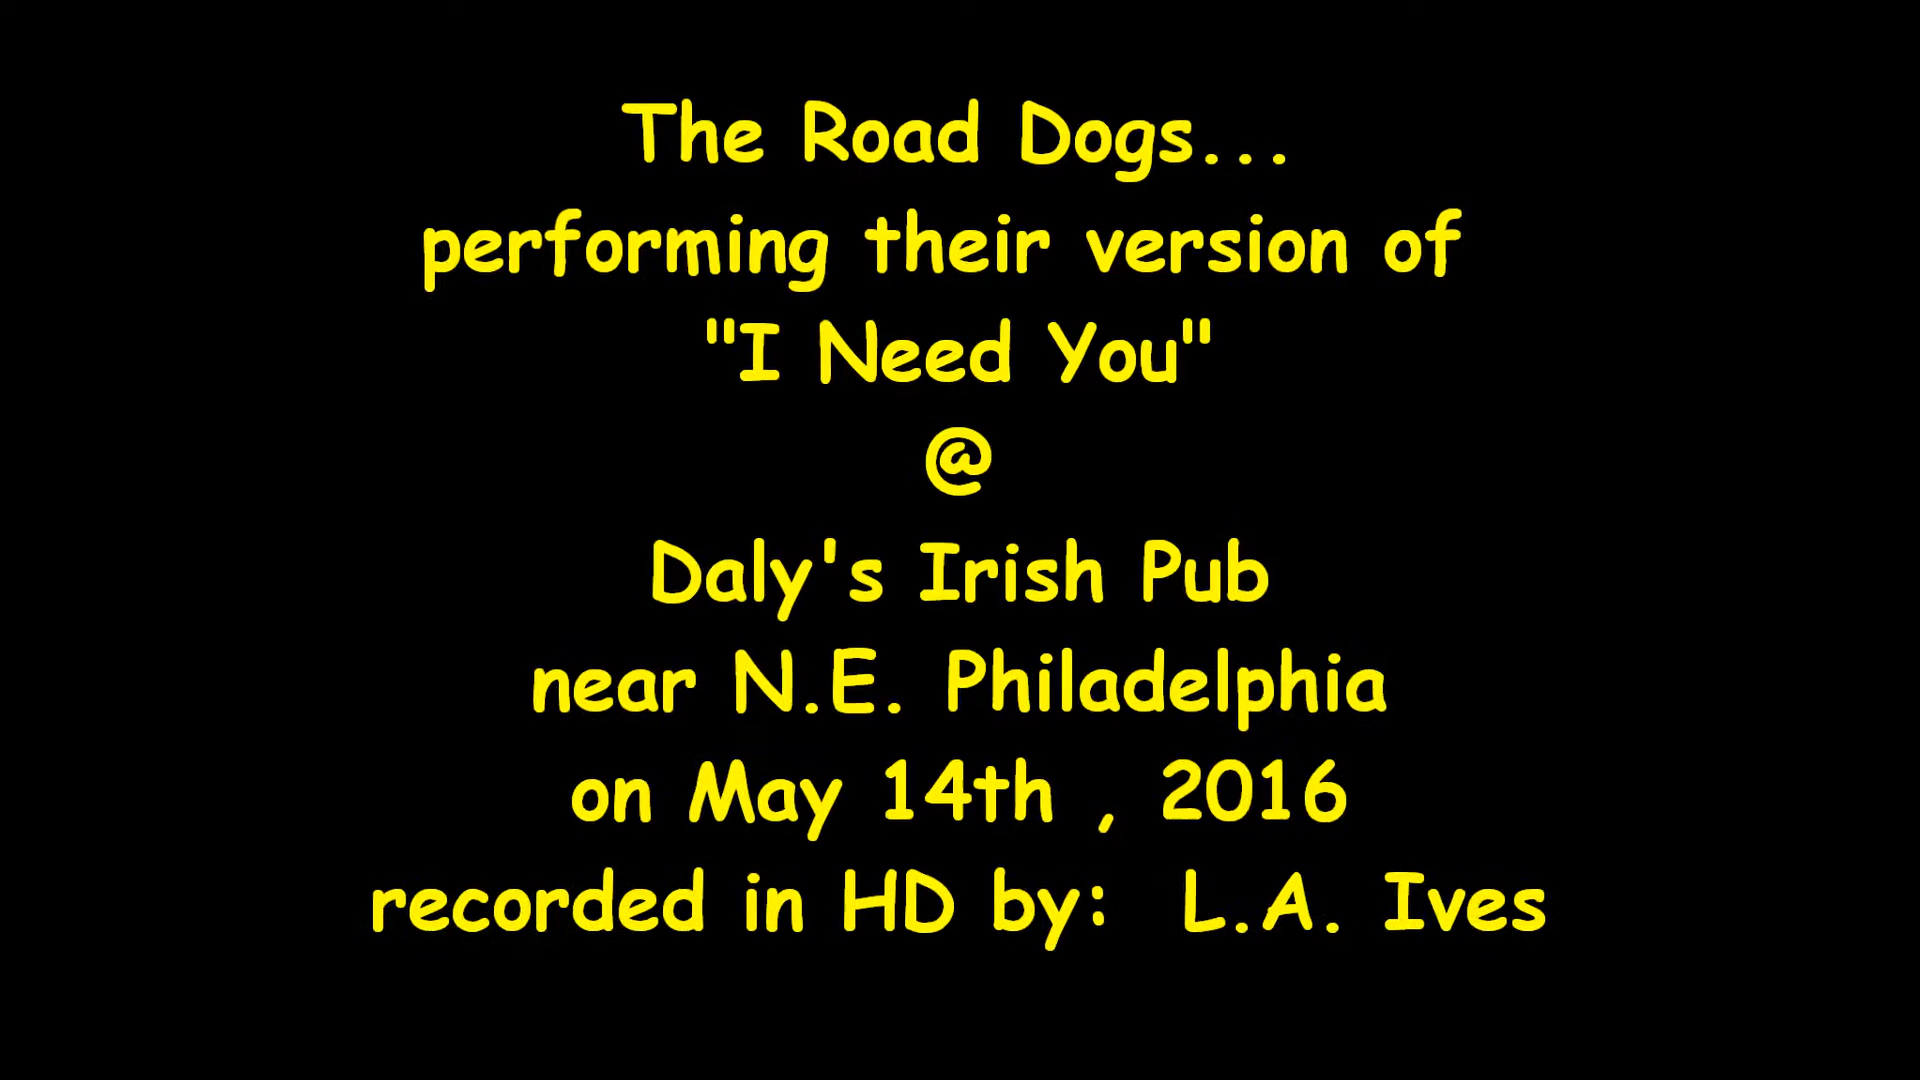 The Road Dogs...
performing their version of
"I Need You"
@
Daly's Irish Pub
near N.E. Philadelphia
on May 14th , 2016
recorded in HD by:  L.A. Ives